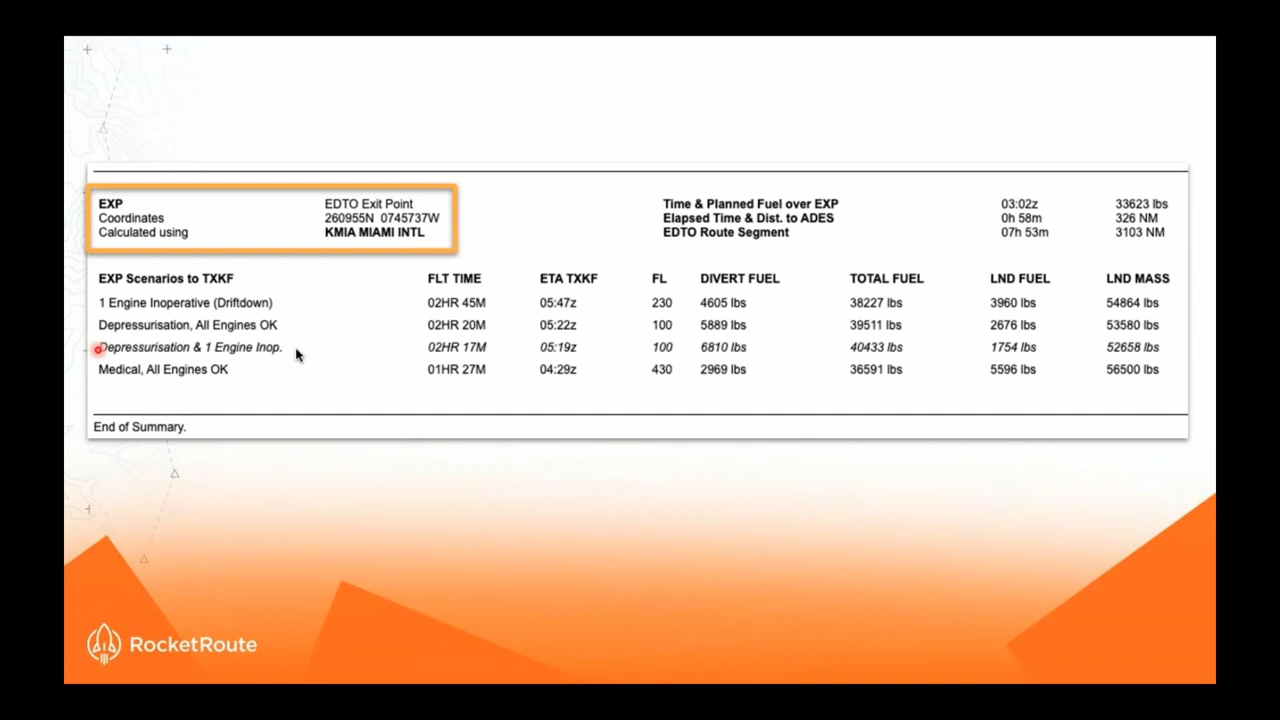 EXP EDTO Exit Point Time & Planned Fuel over EXP 03:02z 33623 lbs
Coordinates 260955N 0745737W Elapsed Time & Dist. to ADES 0h 58m 326 NM
Calculated using KMIA MIAMI INTL EDTO Route Segment 07h 53m 3103 NM
EXP Scenarios to TXKF FLT TIME ETA TXKF FL DIVERT FUEL TOTAL FUEL LND FUEL LND MASS
1 Engine Inoperative (Driftdown) 02HR 45M 05:47z 230 4605 lbs 38227 lbs 3960 lbs 54864 lbs
Depressurisation, All Engines OK 02HR 20M 05:22z 100 5889 lbs 39511 lbs 2676 lbs 53580 lbs
Depressurisation & 1 Engine Inop. 02HR 17M 05:19z 100 6810 lbs 40433 lbs 1754 lbs 52658 lbs
Medical, All Engines OK 01HR 27M 04:29z 430 2969 lbs 36591 lbs 5596 lbs 56500 lbs
End of Summary.
RocketRoute